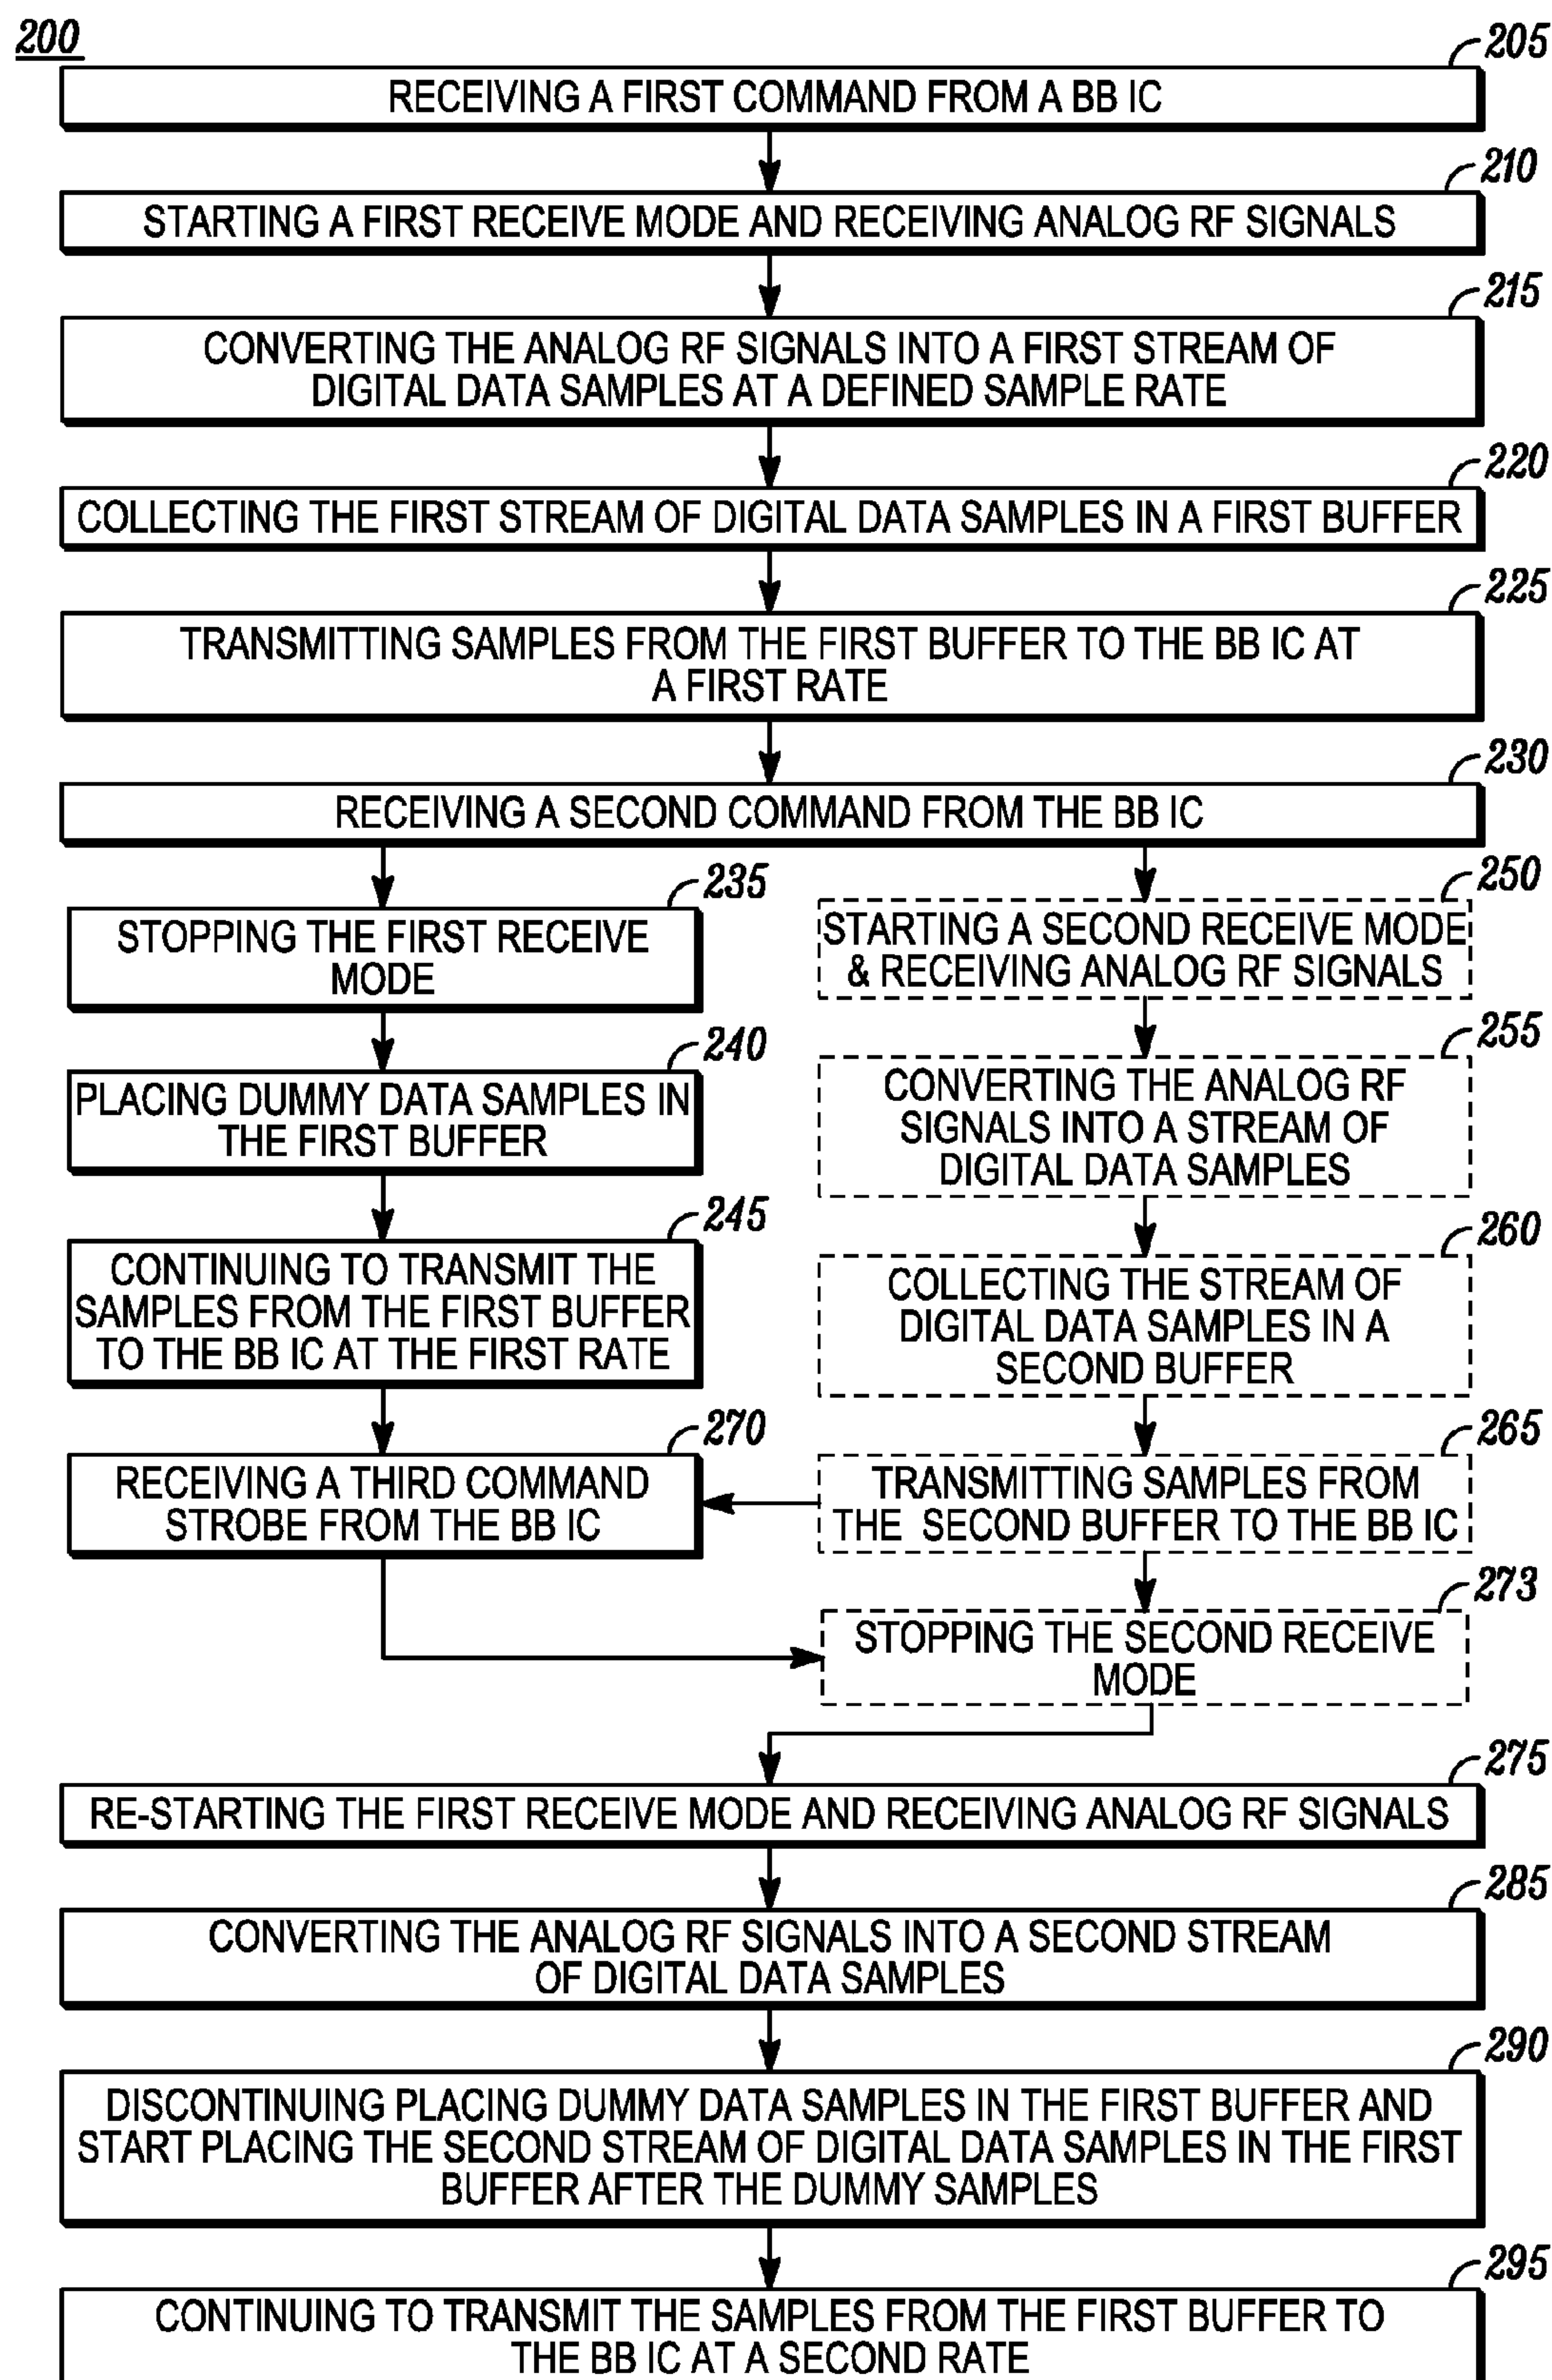 200
205
RECEIVING A FIRST COMMAND FROM A BB IC
210
STARTING A FIRST RECEIVE MODE AND RECEIVING ANALOG RF SIGNALS
215
CONVERTING THE ANALOG RF SIGNALS INTO A FIRST STREAM OF
DIGITAL DATA SAMPLES AT A DEFINED SAMPLE RATE
220
COLLECTING THE FIRST STREAM OF DIGITAL DATA SAMPLES IN A FIRST BUFFER
225
TRANSMITTING SAMPLES FROM THE FIRST BUFFER TO THE BB IC AT
A FIRST RATE
230
RECEIVING A SECOND COMMAND FROM THE BB IC
235
STOPPING THE FIRST RECEIVE
MODE
240
PLACING DUMMY DATA SAMPLES IN
THE FIRST BUFFER
245
CONTINUING TO TRANSMIT THE
SAMPLES FROM THE FIRST BUFFER
TO THE BB IC AT THE FIRST RATE
270
RECEIVING A THIRD COMMAND
STROBE FROM THE BB IC
250
STARTING A SECOND RECEIVE MODE
& RECEIVING ANALOG RF SIGNALS
255
CONVERTING THE ANALOG RF
SIGNALS INTO A STREAM OF
DIGITAL DATA SAMPLES
260
COLLECTING THE STREAM OF
DIGITAL DATA SAMPLES IN A
SECOND BUFFER
265
TRANSMITTING SAMPLES FROM
THE SECOND BUFFER TO THE BB IC
273
STOPPING THE SECOND RECEIVE
MODE
275
RE-STARTING THE FIRST RECEIVE MODE AND RECEIVING ANALOG RF SIGNALS
285
CONVERTING THE ANALOG RF SIGNALS INTO A SECOND STREAM
OF DIGITAL DATA SAMPLES
290
DISCONTINUING PLACING DUMMY DATA SAMPLES IN THE FIRST BUFFER AND
START PLACING THE SECOND STREAM OF DIGITAL DATA SAMPLES IN THE FIRST
BUFFER AFTER THE DUMMY SAMPLES
295
CONTINUING TO TRANSMIT THE SAMPLES FROM THE FIRST BUFFER TO
THE BB IC AT A SECOND RATE